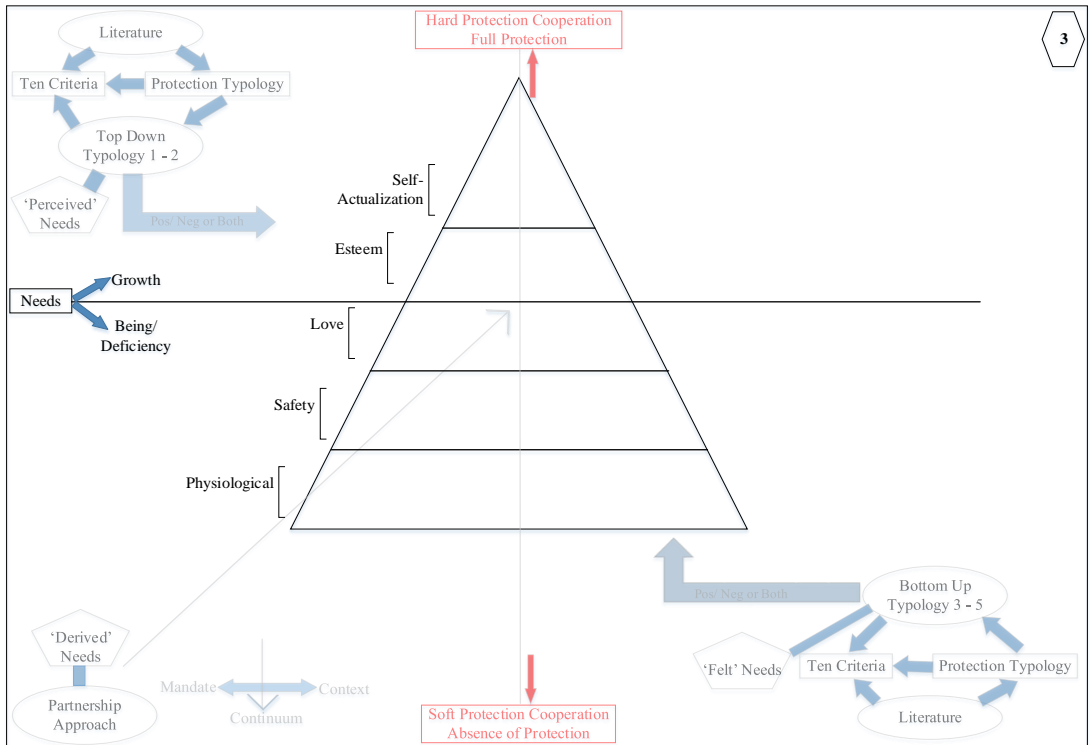 Hard Protection Cooperation
Full Protection
3
Literature
Ten Criteria
Protection Typology
Top Down
Typology 1 - 2
‘Perceived’
Needs
Pos/ Neg or Both
Self-
Actualization
Esteem
Needs
Growth
Being/
Deficiency
Love
Safety
Physiological
‘Derived’
Needs
Partnership
Approach
Mandate
Context
Continuum
Soft Protection Cooperation
Absence of Protection
Pos/ Neg or Both
Bottom Up
Typology 3 - 5
‘Felt’ Needs
Ten Criteria
Protection Typology
Literature